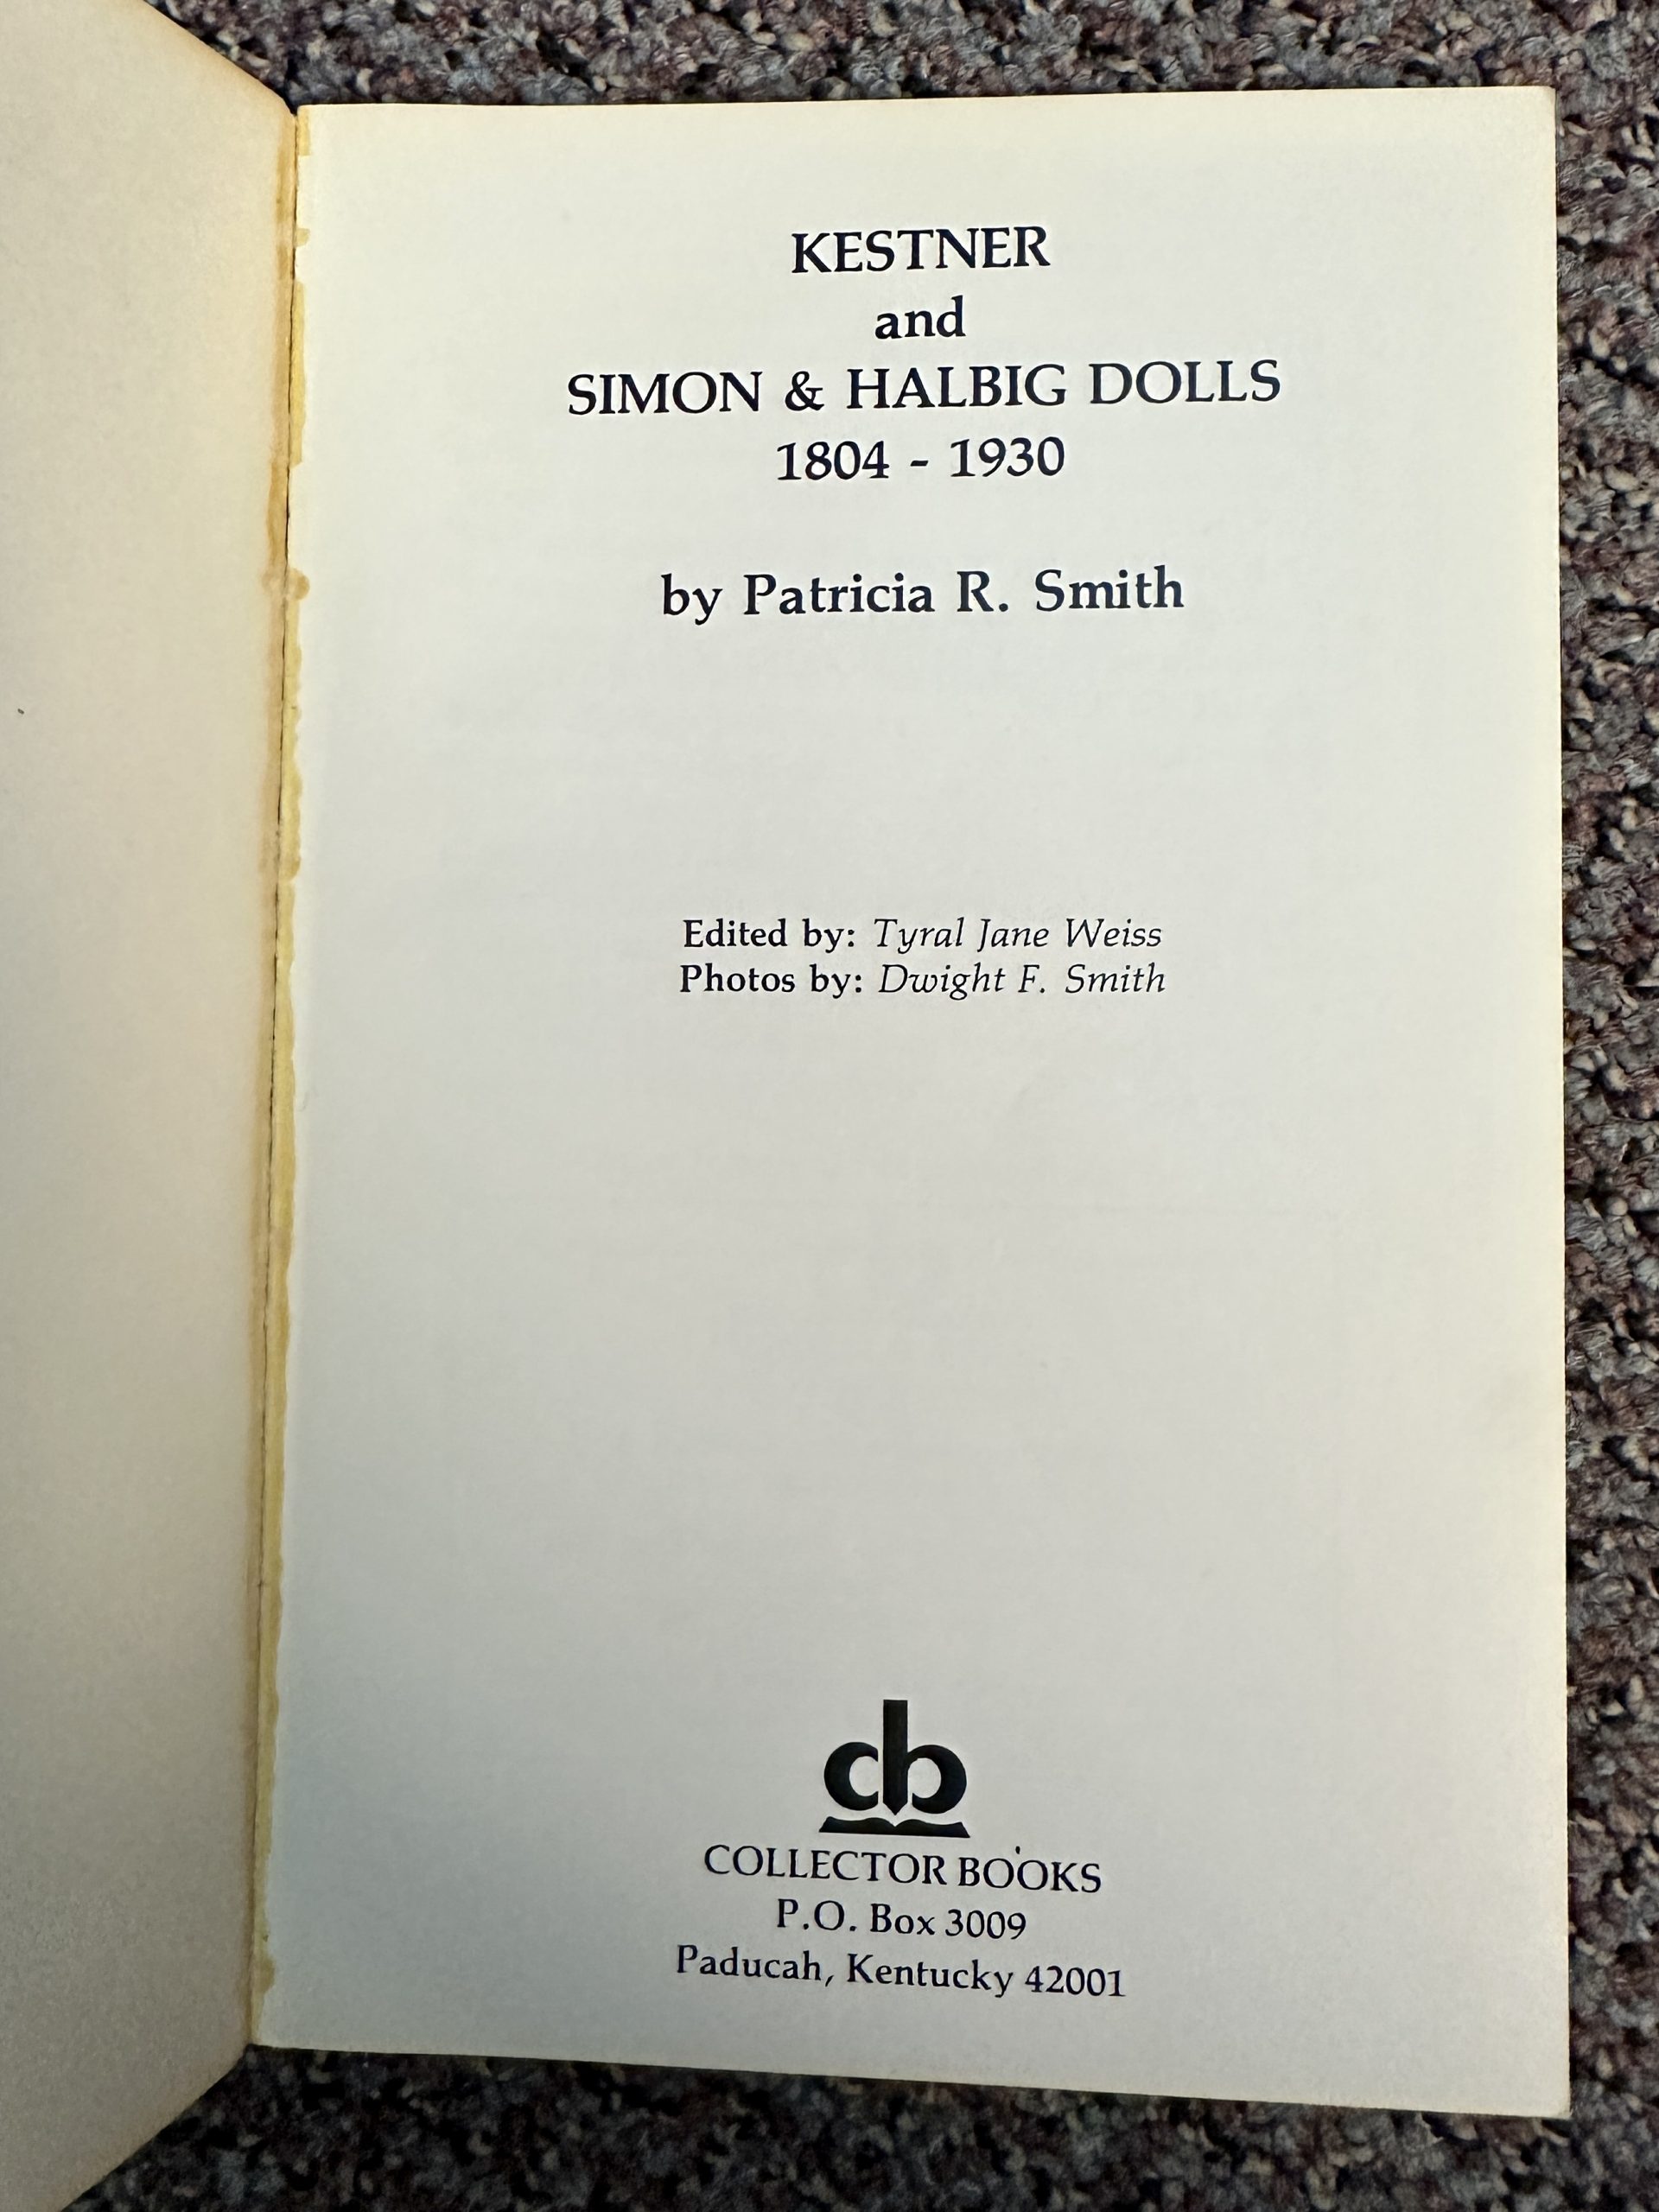 KESTNER
and
SIMON & HALBIG DOLLS
1804 - 1930
by Patricia R. Smith
Edited by: Tyral Jane Weiss
Photos by: Dwight F. Smith
cb
COLLECTOR BOOKS
P.O. Box 3009
Paducah, Kentucky 42001